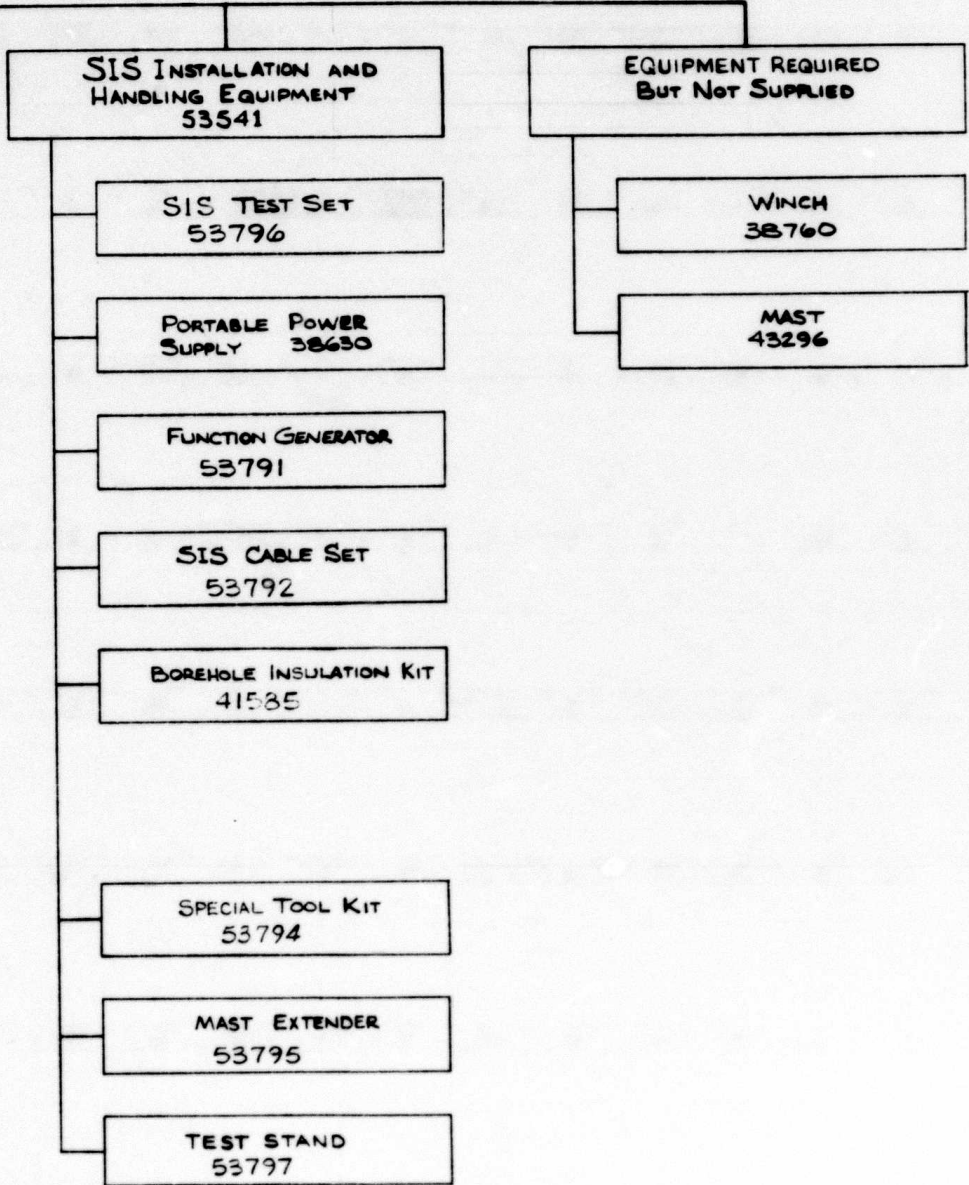 SIS INSTALLATION AND
HANDLING EQUIPMENT
53541
SIS TEST SET
53796
PORTABLE POWER
SUPPLY 38630
FUNCTION GENERATOR
53791
SIS CABLE SET
53792
BOREHOLE INSULATION KIT
41585
SPECIAL TOOL KIT
53794
MAST EXTENDER
53795
TEST STAND
53797
EQUIPMENT REQUIRED
BUT NOT SUPPLIED
WINCH
38760
MAST
43296